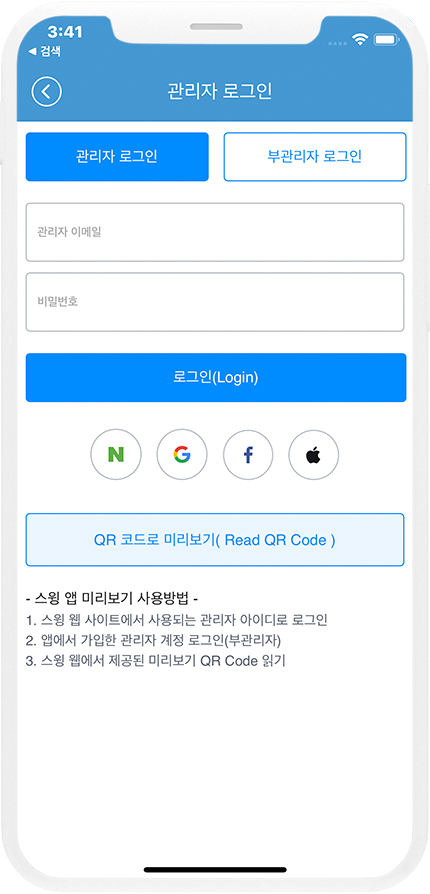 3:41
◀ 검색
관리자 로그인
관리자 로그인
부관리자 로그인
관리자 이메일
비밀번호
로그인(Login)
N G f
QR 코드로 미리보기( Read QR Code )
- 스윙 앱 미리보기 사용방법 -
1. 스윙 웹 사이트에서 사용되는 관리자 아이디로 로그인
2. 앱에서 가입한 관리자 계정 로그인(부관리자)
3. 스윙 웹에서 제공된 미리보기 QR Code 읽기